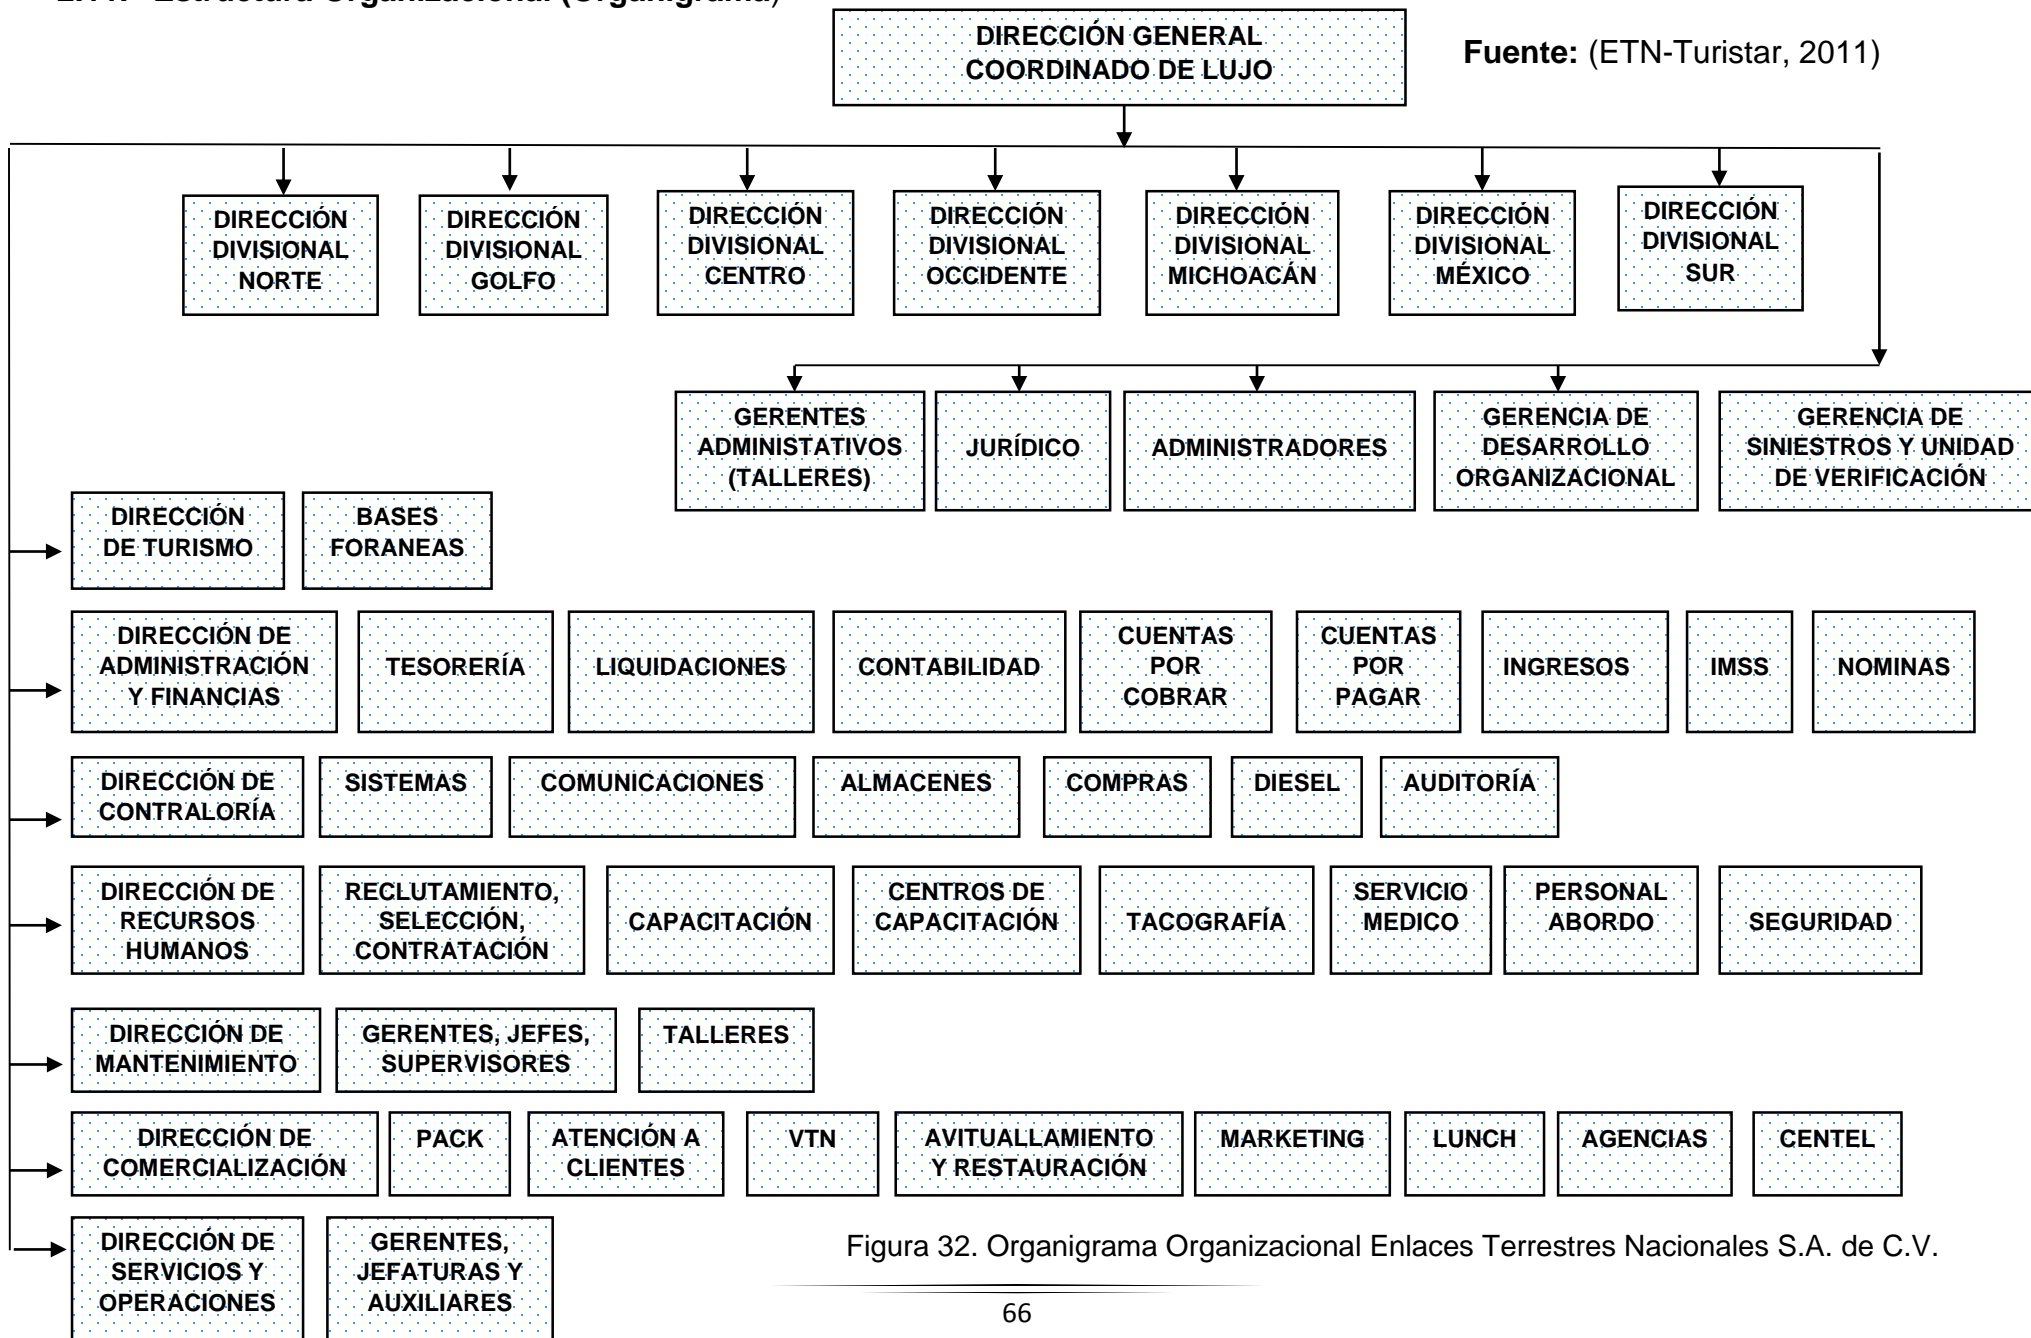 Estructura Organizacional (Organigrama)
DIRECCIÓN GENERAL
COORDINADO DE LUJO
Fuente: (ETN-Turistar, 2011)
DIRECCIÓN
DIVISIONAL
NORTE
DIRECCIÓN
DIVISIONAL
GOLFO
DIRECCIÓN
DIVISIONAL
CENTRO
DIRECCIÓN
DIVISIONAL
OCCIDENTE
DIRECCIÓN
DIVISIONAL
MICHOACÁN
DIRECCIÓN
DIVISIONAL
MÉXICO
DIRECCIÓN
DIVISIONAL
SUR
GERENTES
ADMINISTATIVOS
(TALLERES)
JURÍDICO
ADMINISTRADORES
GERENCIA DE
DESARROLLO
ORGANIZACIONAL
GERENCIA DE
SINIESTROS Y UNIDAD
DE VERIFICACIÓN
DIRECCIÓN
DE TURISMO
BASES
FORANEAS
DIRECCIÓN DE
ADMINISTRACIÓN
Y FINANCIAS
TESORERÍA
LIQUIDACIONES
CONTABILIDAD
CUENTAS
POR
COBRAR
CUENTAS
POR
PAGAR
INGRESOS
IMSS
NOMINAS
DIRECCIÓN DE
CONTRALORÍA
SISTEMAS
COMUNICACIONES
ALMACENES
COMPRAS
DIESEL
AUDITORÍA
DIRECCIÓN DE
RECURSOS
HUMANOS
RECLUTAMIENTO,
SELECCIÓN,
CONTRATACIÓN
CAPACITACIÓN
CENTROS DE
CAPACITACIÓN
TACOGRAFÍA
SERVICIO
MEDICO
PERSONAL
ABORDO
SEGURIDAD
DIRECCIÓN DE
MANTENIMIENTO
GERENTES, JEFES,
SUPERVISORES
TALLERES
DIRECCIÓN DE
COMERCIALIZACIÓN
PACK
ATENCIÓN A
CLIENTES
VTN
AVITUALLAMIENTO
Y RESTAURACIÓN
MARKETING
LUNCH
AGENCIAS
CENTEL
DIRECCIÓN DE
SERVICIOS Y
OPERACIONES
GERENTES,
JEFATURAS Y
AUXILIARES
Figura 32. Organigrama Organizacional Enlaces Terrestres Nacionales S.A. de C.V.
66